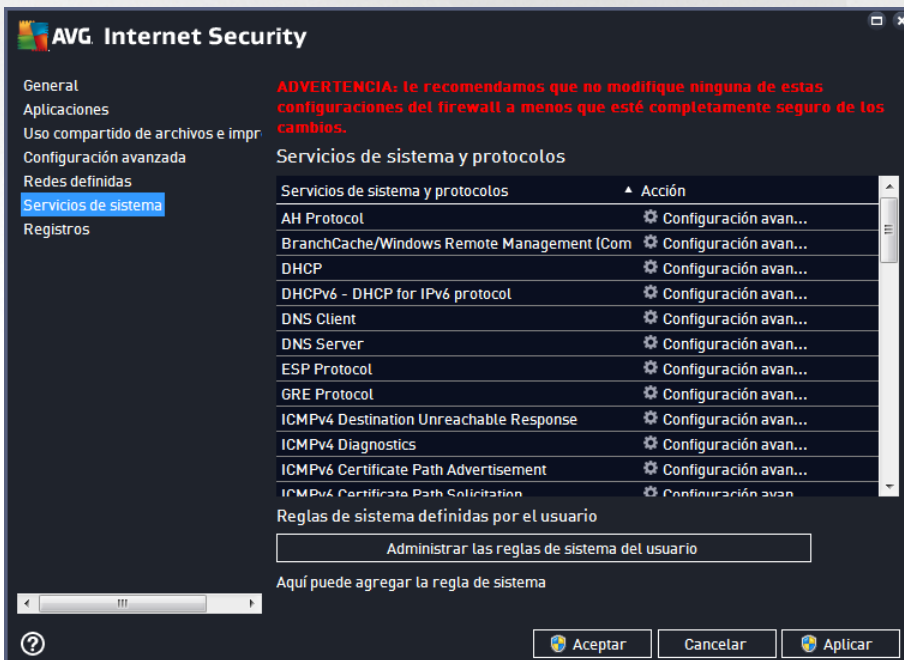 AVG Internet Security
General
Aplicaciones
Uso compartido de archivos e impr
Configuración avanzada
Redes definidas
Servicios de sistema
Registros
ADVERTENCIA: le recomendamos que no modifique ninguna de estas
configuraciones del firewall a menos que esté completamente seguro de los
cambios.
Servicios de sistema y protocolos
Servicios de sistema y protocolos Acción
AH Protocol Configuración avan...
BranchCache/Windows Remote Management (Com Configuración avan...
DHCP Configuración avan...
DHCPv6 - DHCP for IPv6 protocol Configuración avan...
DNS Client Configuración avan...
DNS Server Configuración avan...
ESP Protocol Configuración avan...
GRE Protocol Configuración avan...
ICMPv4 Destination Unreachable Response Configuración avan...
ICMPv4 Diagnostics Configuración avan...
ICMPv6 Certificate Path Advertisement Configuración avan...
ICMPv6 Certificate Path Solicitation Configuración avan
Reglas de sistema definidas por el usuario
Administrar las reglas de sistema del usuario
Aquí puede agregar la regla de sistema
Aceptar Cancelar Aplicar